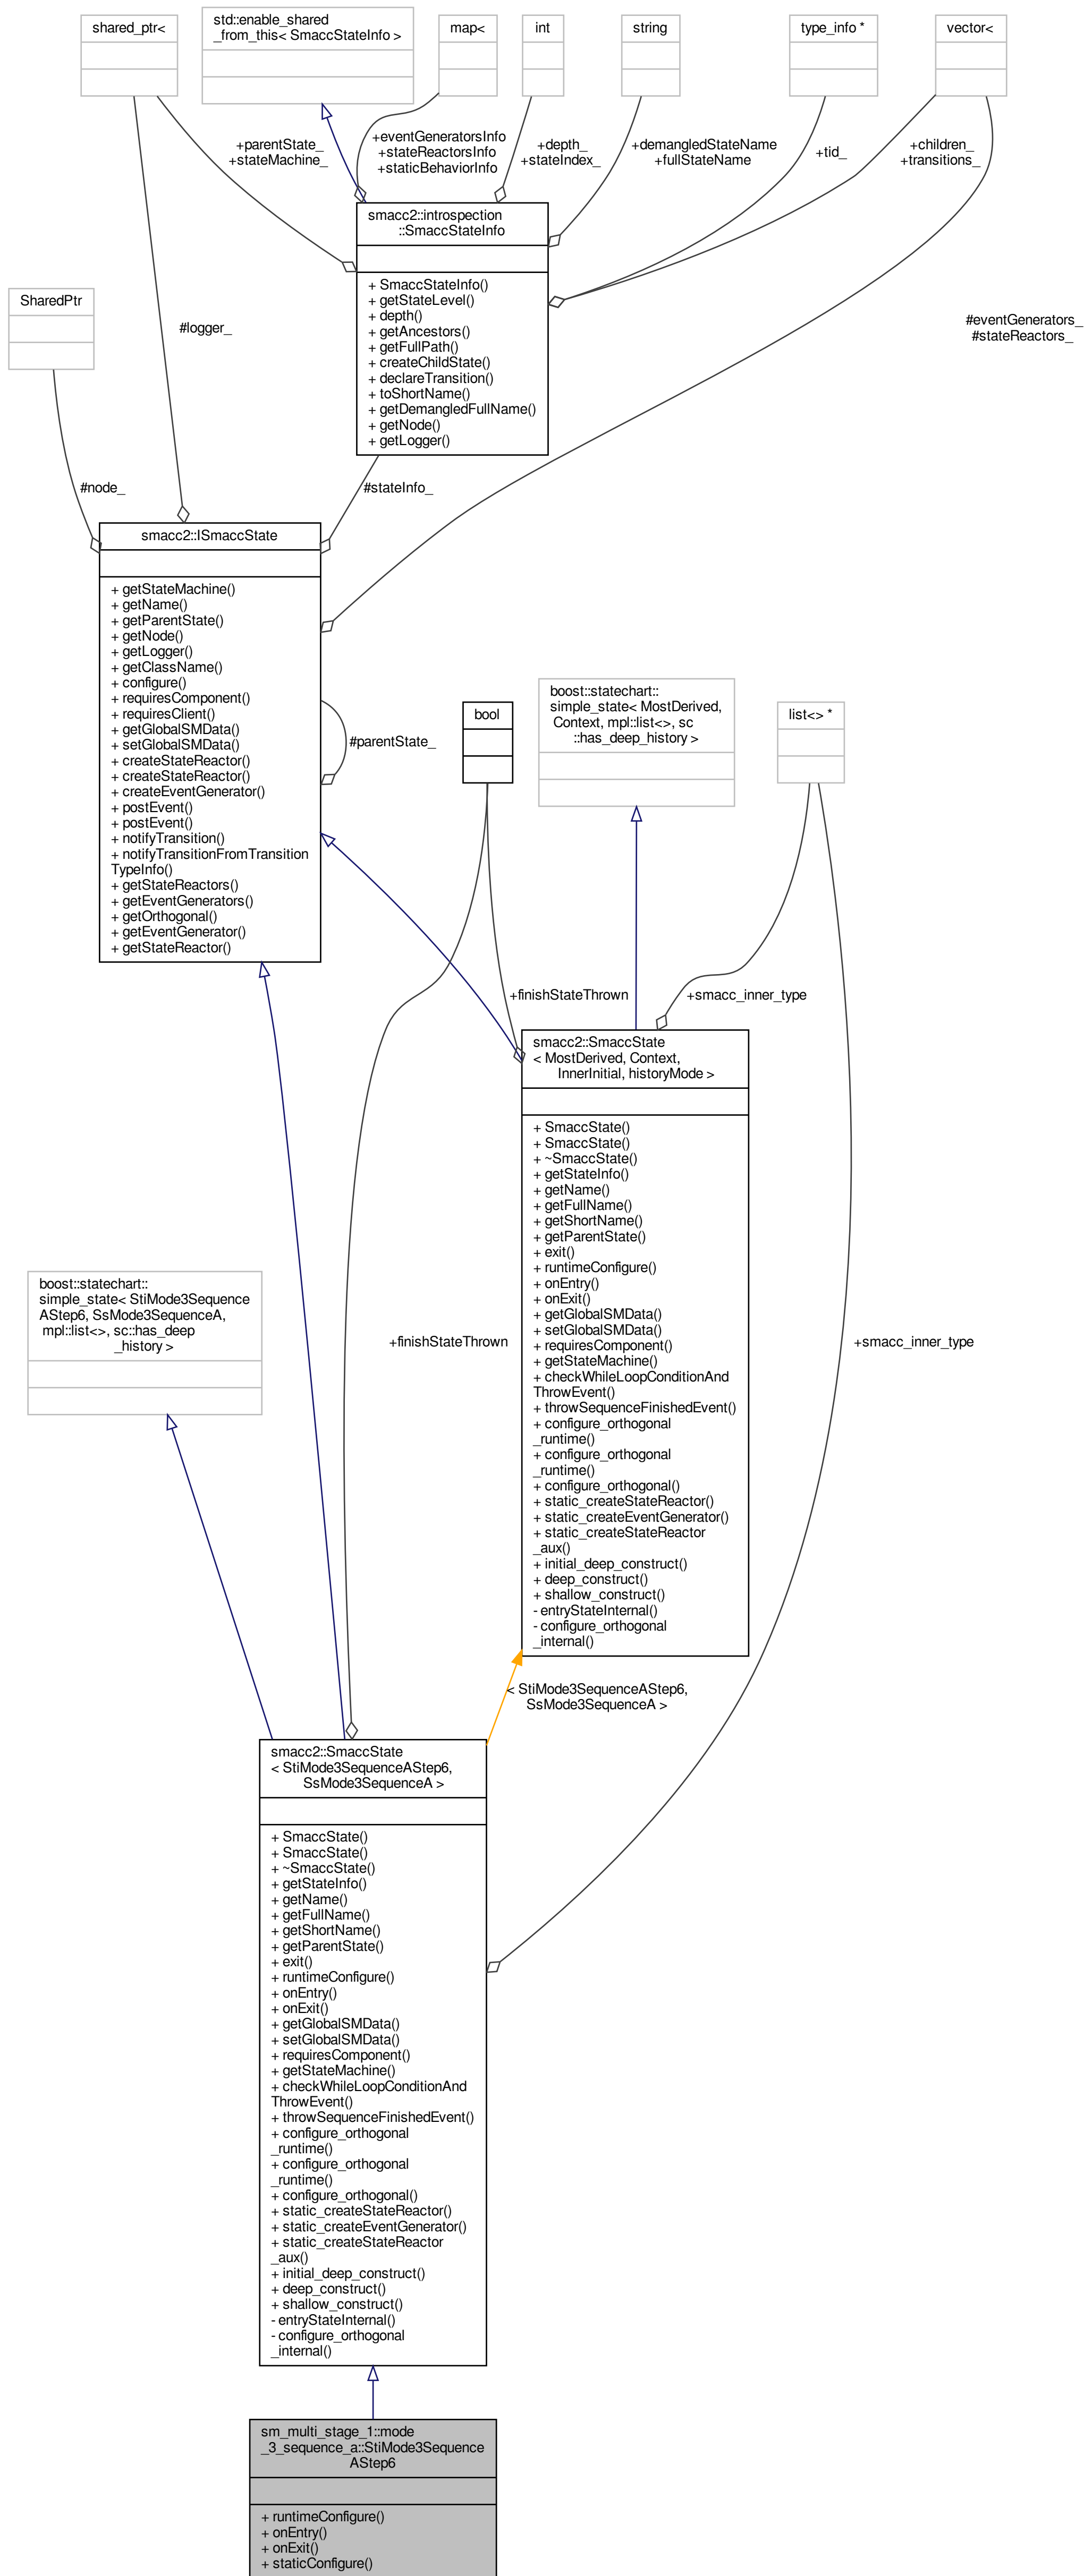 shared_ptr<
std::enable_shared
_from_this< SmaccStateInfo >
map<
int
string
type_info *
vector<
+parentState_
+stateMachine_
+eventGeneratorsInfo
+stateReactorsInfo
+staticBehaviorInfo
+depth_
+stateIndex_
+demangledStateName
+fullStateName
+tid_
+children_
+transitions_
smacc2::introspection
::SmaccStateInfo
+ SmaccStateInfo()
+ getStateLevel()
+ depth()
+ getAncestors()
+ getFullPath()
+ createChildState()
+ declareTransition()
+ toShortName()
+ getDemangledFullName()
+ getNode()
+ getLogger()
SharedPtr
#logger_
#eventGenerators_
#stateReactors_
#node_
#stateInfo_
smacc2::ISmaccState
+ getStateMachine()
+ getName()
+ getParentState()
+ getNode()
+ getLogger()
+ getClassName()
+ configure()
+ requiresComponent()
+ requiresClient()
+ getGlobalSMData()
+ setGlobalSMData()
+ createStateReactor()
+ createStateReactor()
+ createEventGenerator()
+ postEvent()
+ postEvent()
+ notifyTransition()
+ notifyTransitionFromTransition
TypeInfo()
+ getStateReactors()
+ getEventGenerators()
+ getOrthogonal()
+ getEventGenerator()
+ getStateReactor()
#parentState_
bool
boost::statechart::
simple_state< MostDerived,
Context, mpl::list<>, sc
::has_deep_history >
list<> *
+finishStateThrown
+smacc_inner_type
smacc2::SmaccState
< MostDerived, Context,
InnerInitial, historyMode >
+ SmaccState()
+ SmaccState()
+ ~SmaccState()
+ getStateInfo()
+ getName()
+ getFullName()
+ getShortName()
+ getParentState()
+ exit()
+ runtimeConfigure()
+ onEntry()
+ onExit()
+ getGlobalSMData()
+ setGlobalSMData()
+ requiresComponent()
+ getStateMachine()
+ checkWhileLoopConditionAnd
ThrowEvent()
+ throwSequenceFinishedEvent()
+ configure_orthogonal
_runtime()
+ configure_orthogonal
_runtime()
+ configure_orthogonal()
+ static_createStateReactor()
+ static_createEventGenerator()
+ static_createStateReactor
_aux()
+ initial_deep_construct()
+ deep_construct()
+ shallow_construct()
- entryStateInternal()
- configure_orthogonal
_internal()
boost::statechart::
simple_state< StiMode3Sequence
AStep6, SsMode3SequenceA,
mpl::list<>, sc::has_deep
_history >
+finishStateThrown
+smacc_inner_type
< StiMode3SequenceAStep6,
SsMode3SequenceA >
smacc2::SmaccState
< StiMode3SequenceAStep6,
SsMode3SequenceA >
+ SmaccState()
+ SmaccState()
+ ~SmaccState()
+ getStateInfo()
+ getName()
+ getFullName()
+ getShortName()
+ getParentState()
+ exit()
+ runtimeConfigure()
+ onEntry()
+ onExit()
+ getGlobalSMData()
+ setGlobalSMData()
+ requiresComponent()
+ getStateMachine()
+ checkWhileLoopConditionAnd
ThrowEvent()
+ throwSequenceFinishedEvent()
+ configure_orthogonal
_runtime()
+ configure_orthogonal
_runtime()
+ configure_orthogonal()
+ static_createStateReactor()
+ static_createEventGenerator()
+ static_createStateReactor
_aux()
+ initial_deep_construct()
+ deep_construct()
+ shallow_construct()
- entryStateInternal()
- configure_orthogonal
_internal()
sm_multi_stage_1::mode
_3_sequence_a::StiMode3Sequence
AStep6
+ runtimeConfigure()
+ onEntry()
+ onExit()
+ staticConfigure()